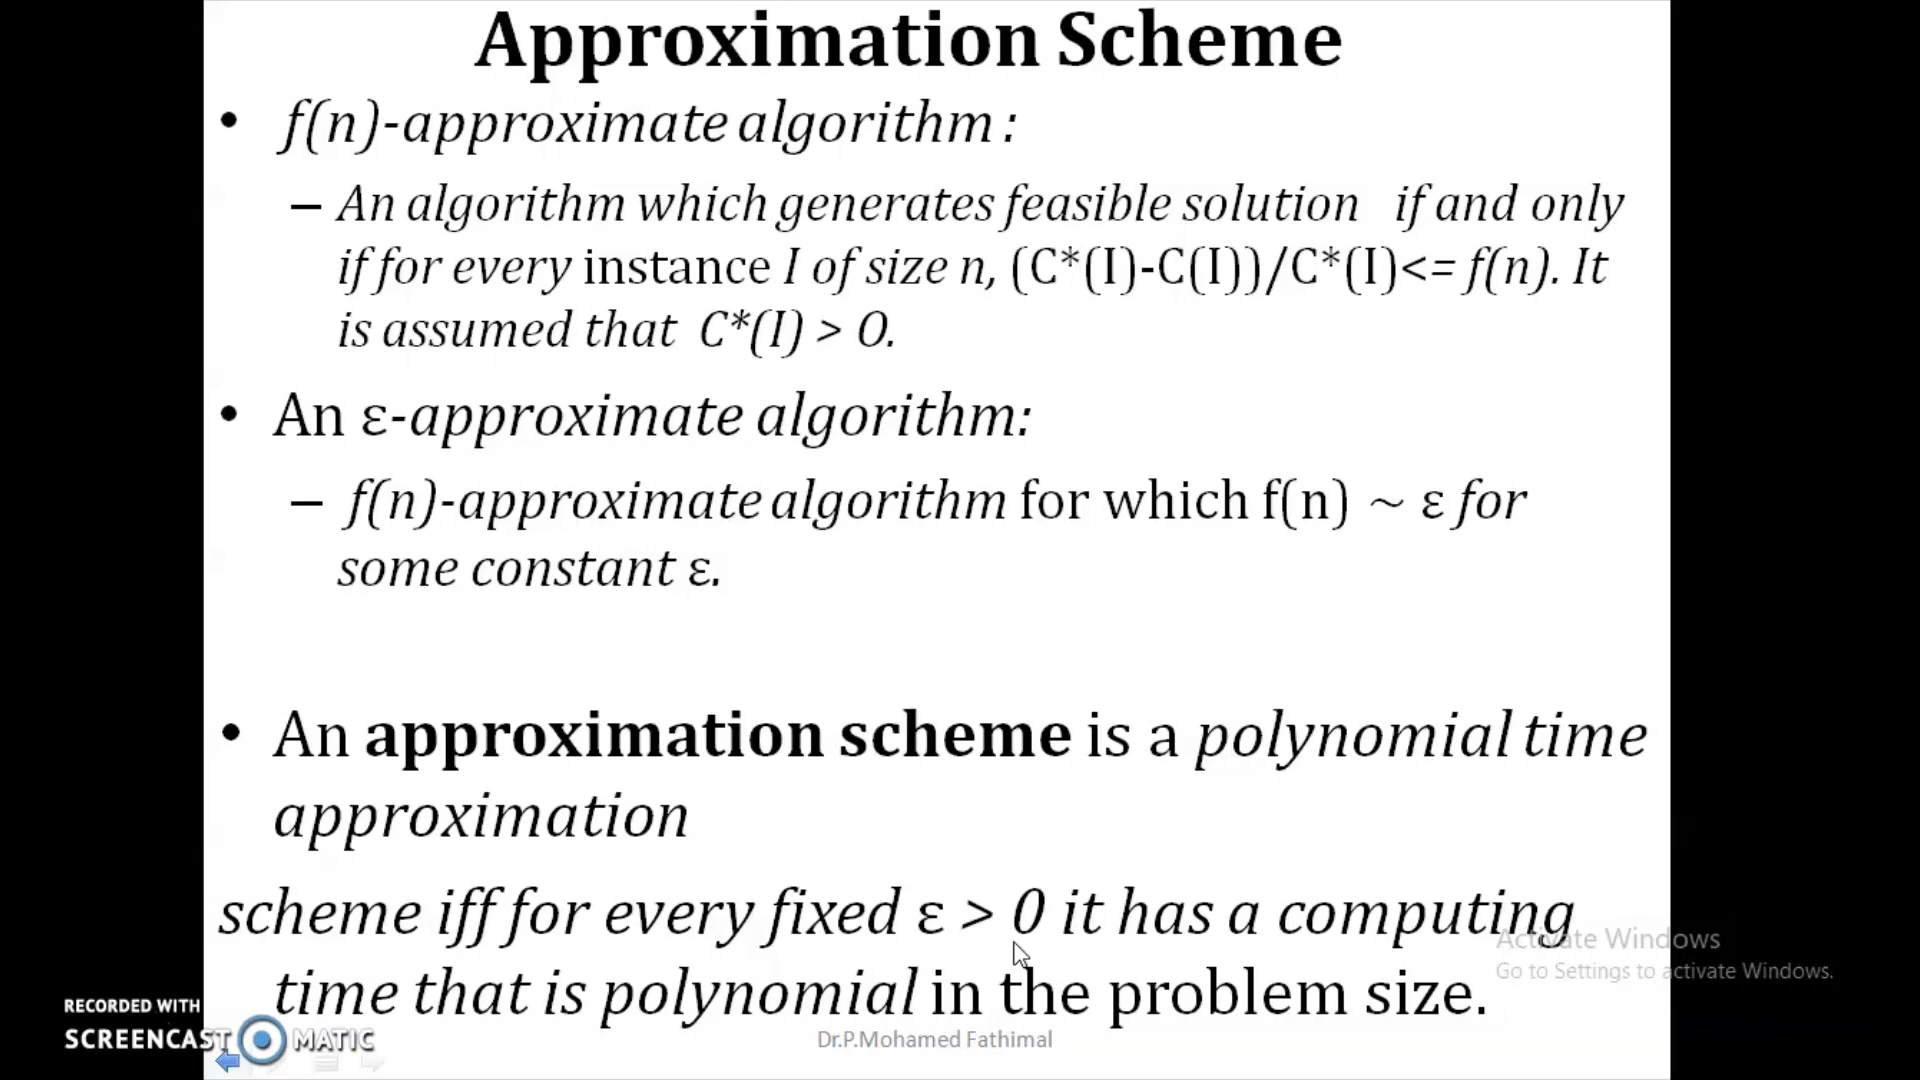 Approximation Scheme
• f(n)-approximate algorithm :
– An algorithm which generates feasible solution if and only
if for every instance I of size n, (C*(I)-C(I))/C*(I)<= f(n). It
is assumed that C*(I) > O.
• An ε-approximate algorithm:
– f(n)-approximate algorithm for which f(n) ~ ε for
some constant ε.
• An approximation scheme is a polynomial time
approximation
scheme iff for every fixed ε > 0 it has a computing
time that is polynomial in the problem size.
Activate Windows
Go to Settings to activate Windows.
RECORDED WITH
SCREENCAST MATIC
Dr.P.Mohamed Fathimal